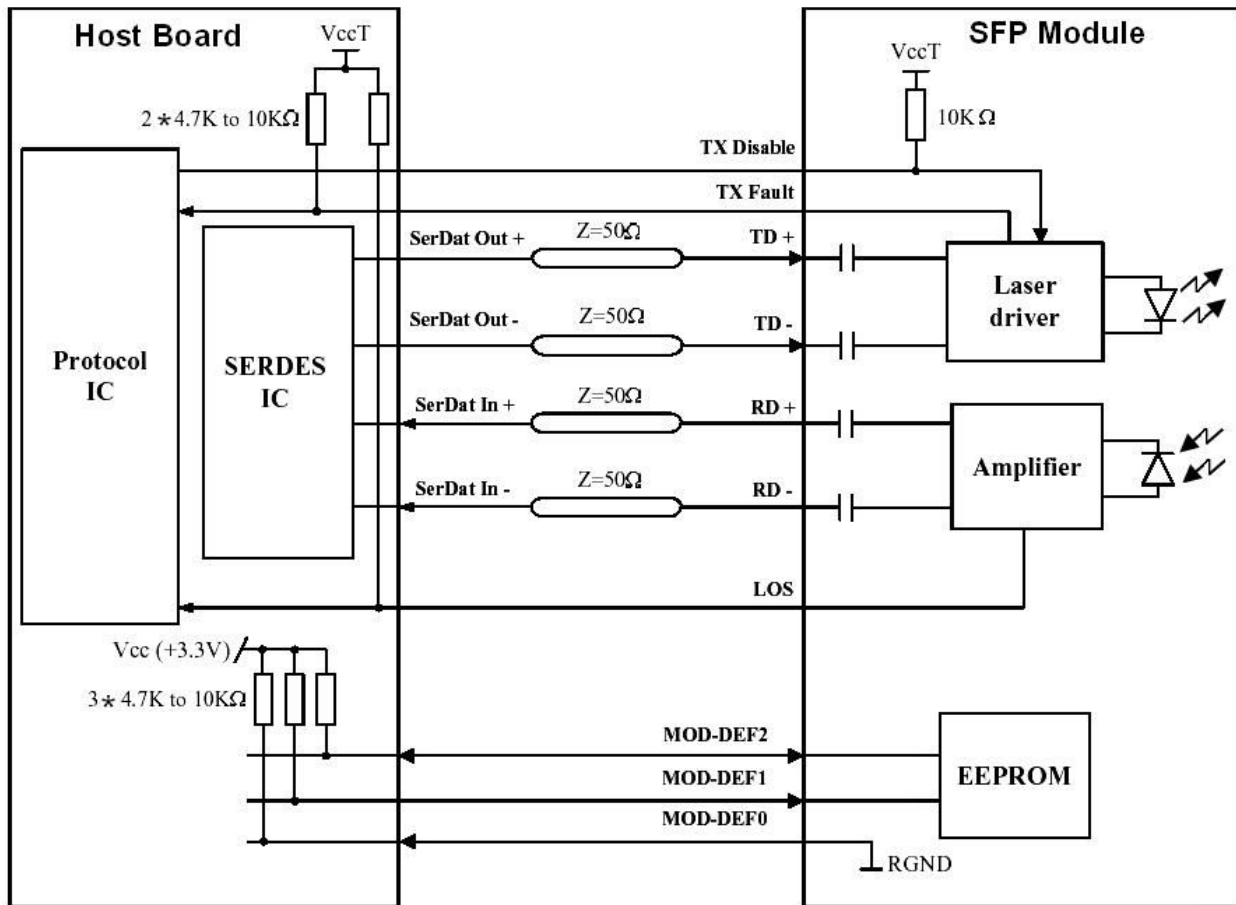 Host Board
VccT
2*4.7K to 10KΩ
SFP Module
VccT
10K Ω
TX Disable
TX Fault
SerDat Out +
Z=50Ω
TD +
SerDat Out -
Z=50Ω
TD -
SerDat In +
Z=50Ω
RD +
SerDat In -
Z=50Ω
RD -
LOS
Protocol
IC
SERDES
IC
Laser
driver
Amplifier
Vcc (+3.3V)
3* 4.7K to 10KΩ
MOD-DEF2
MOD-DEF1
MOD-DEF0
EEPROM
RGND